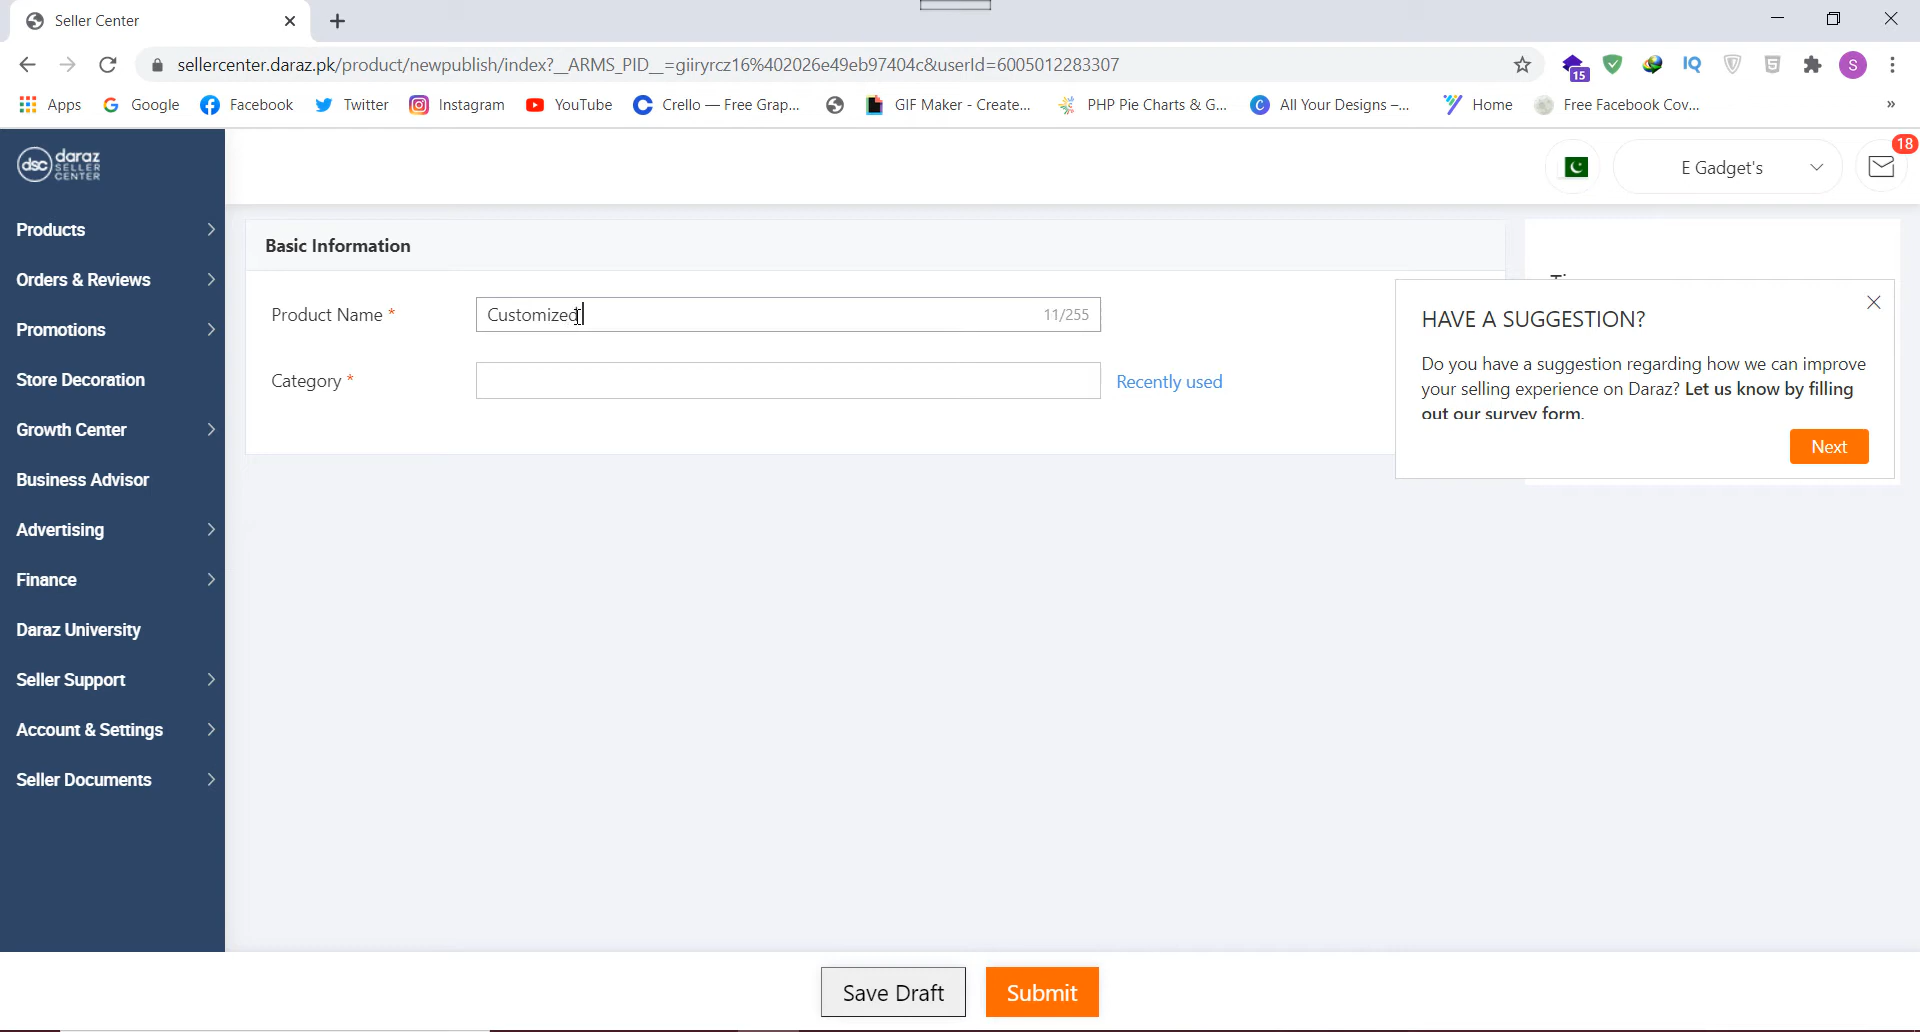 Seller Center
sellercenter.daraz.pk/product/newpublish/index?__ARMS_PID__=giiryrcz16%402026e49eb97404c&userId=6005012283307
15
IQ
S
Apps
Google
Facebook
Twitter
Instagram
YouTube
Crello — Free Grap...
GIF Maker - Create...
PHP Pie Charts & G...
All Your Designs –...
Home
Free Facebook Cov...
»
dsc daraz
SELLER
CENTER
E Gadget's
18
Products
Orders & Reviews
Promotions
Store Decoration
Growth Center
Business Advisor
Advertising
Finance
Daraz University
Seller Support
Account & Settings
Seller Documents
Basic Information
Product Name *
Customized
11/255
Category *
Recently used
HAVE A SUGGESTION?
Do you have a suggestion regarding how we can improve
your selling experience on Daraz? Let us know by filling
out our survey form.
Next
Save Draft
Submit